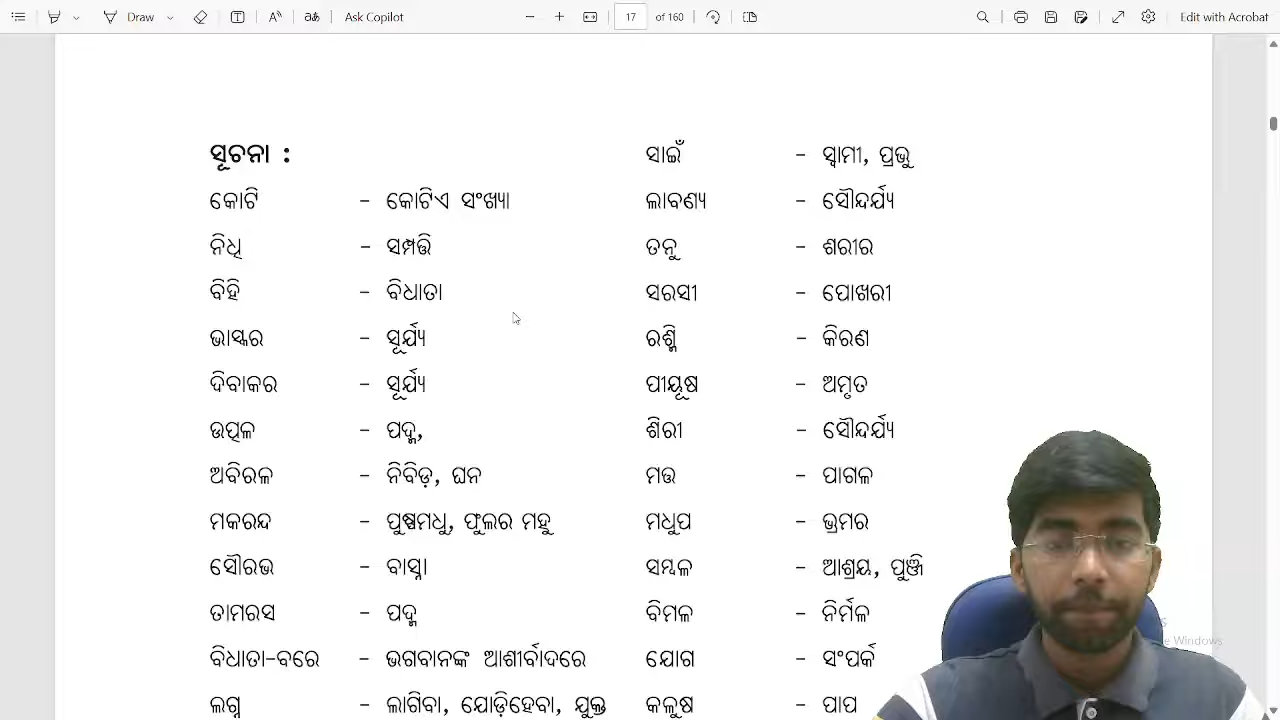 Draw Ask Copilot 17 of 160 Edit with Acrobat
ସୂଚନା :
କୋଟି – କୋଟିଏ ସଂଖ୍ୟା
ନିଧି – ସମ୍ପତ୍ତି
ବିହି – ବିଧାତା
ଭାସ୍କର – ସୂର୍ଯ୍ୟ
ଦିବାକର – ସୂର୍ଯ୍ୟ
ଉତ୍ପଳ – ପଦ୍ମ,
ଅବିରଳ – ନିବିଡ଼, ଘନ
ମକରନ୍ଦ – ପୁଷ୍ପମଧୁ, ଫୁଲର ମହୁ
ସୌରଭ – ବାସ୍ନା
ତାମରସ – ପଦ୍ମ
ବିଧାତା-ବରେ – ଭଗବାନଙ୍କ ଆଶୀର୍ବାଦରେ
ଲଗ୍ନ – ଲାଗିବା, ଯୋଡ଼ିହେବା, ଯୁକ୍ତ
ସାଇଁ – ସ୍ୱାମୀ, ପ୍ରଭୁ
ଲାବଣ୍ୟ – ସୌନ୍ଦର୍ଯ୍ୟ
ତନୁ – ଶରୀର
ସରସୀ – ପୋଖରୀ
ରଶ୍ମି – କିରଣ
ପୀୟୂଷ – ଅମୃତ
ଶିରୀ – ସୌନ୍ଦର୍ଯ୍ୟ
ମତ୍ତ – ପାଗଳ
ମଧୁପ – ଭ୍ରମର
ସମ୍ବଳ – ଆଶ୍ରୟ, ପୁଞ୍ଜି
ବିମଳ – ନିର୍ମଳ
ଯୋଗ – ସଂପର୍କ
କଳୁଷ – ପାପ